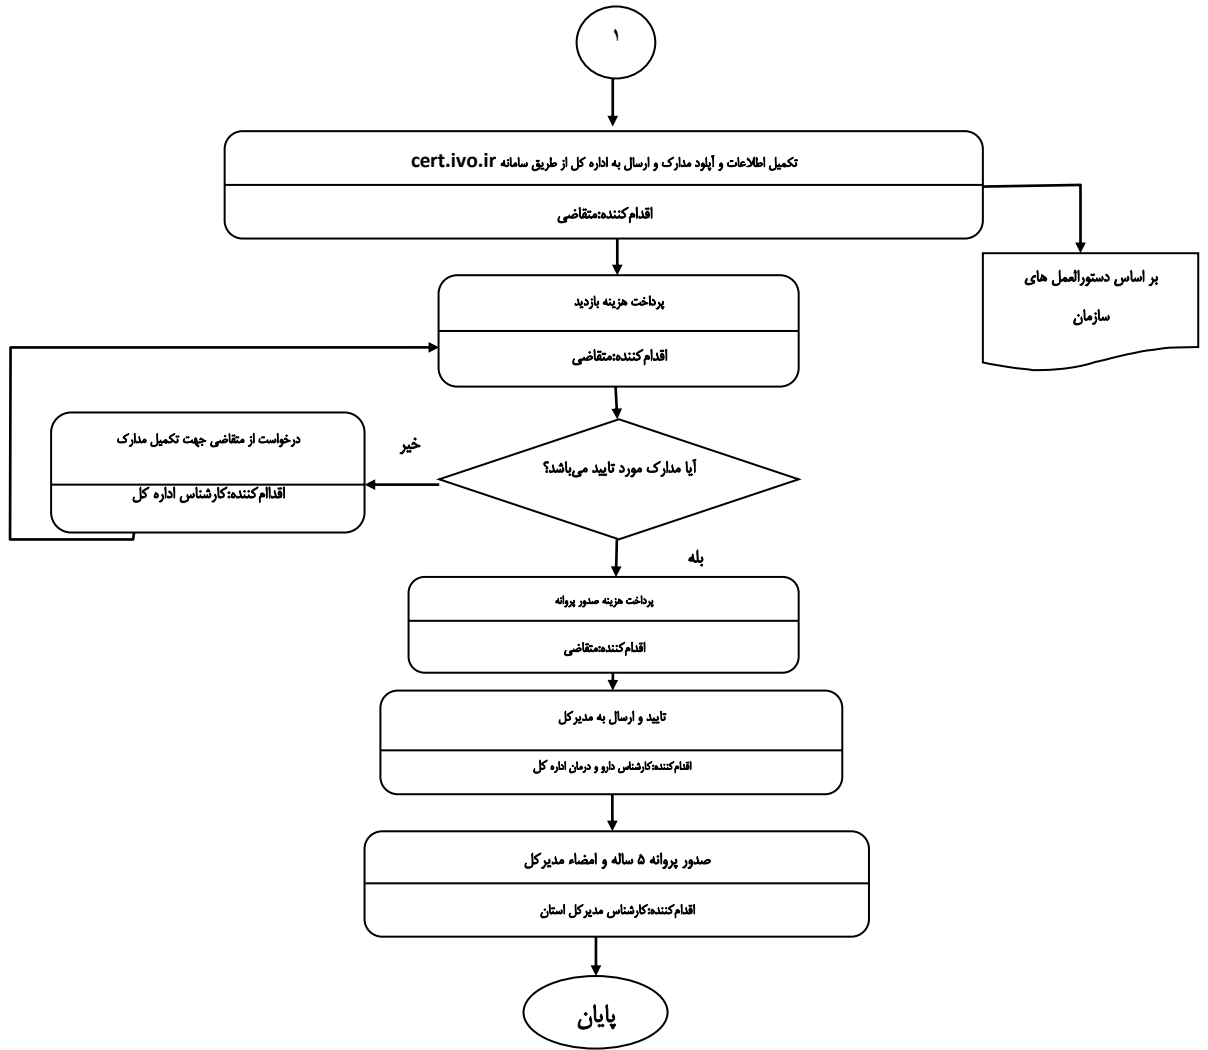 ۱
تکمیل اطلاعات و آپلود مدارک و ارسال به اداره کل از طریق سامانه cert.ivo.ir
اقدام‌کننده:متقاضی
بر اساس دستورالعمل های
سازمان
پرداخت هزینه بازدید
اقدام‌کننده:متقاضی
آیا مدارک مورد تایید می‌باشد؟
خیر
درخواست از متقاضی جهت تکمیل مدارک
اقداام‌کننده:کارشناس اداره کل
بله
پرداخت هزینه صدور پروانه
اقدام‌کننده:متقاضی
تایید و ارسال به مدیرکل
اقدام‌کننده:کارشناس دارو و درمان اداره کل
صدور پروانه ۵ ساله و امضاء مدیرکل
اقدام‌کننده:کارشناس مدیرکل استان
پایان